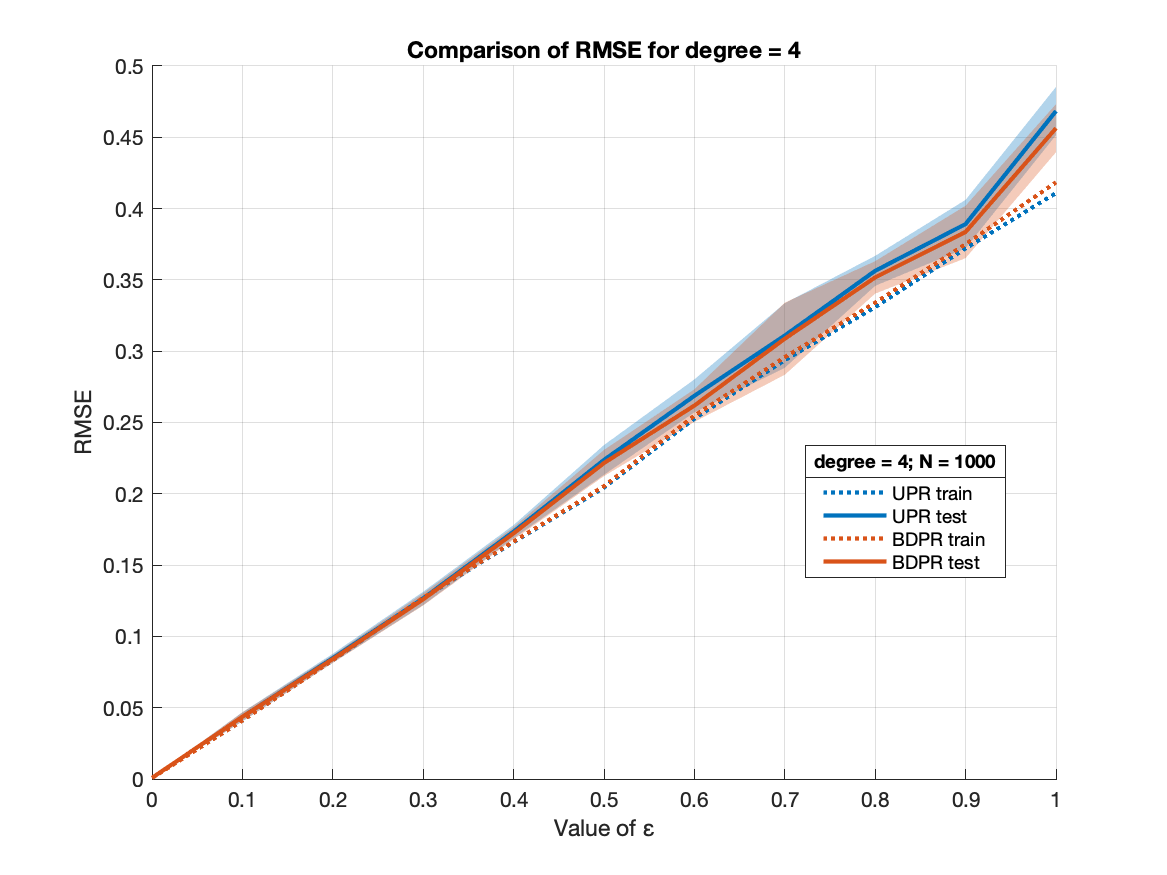 Comparison of RMSE for degree = 4
0.5
0.45
0.4
0.35
0.3
0.25
0.2
0.15
0.1
0.05
0
RMSE
degree = 4; N = 1000
UPR train
UPR test
BDPR train
BDPR test
0 0.1 0.2 0.3 0.4 0.5 0.6 0.7 0.8 0.9 1
Value of ε